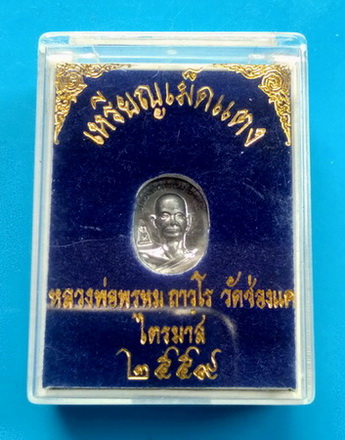 เหรียญเม็ดแตง
หลวงพ่อพรหม ถาวโร วัดช่องแค
ไตรมาส
๒๕๕๙